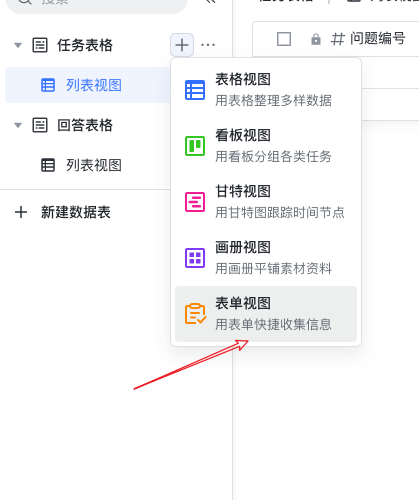 任务表格
# 问题编号
列表视图
表格视图
用表格整理多样数据
回答表格
看板视图
用看板分组各类任务
列表视图
甘特视图
用甘特图跟踪时间节点
新建数据表
画册视图
用画册平铺素材资料
表单视图
用表单快捷收集信息